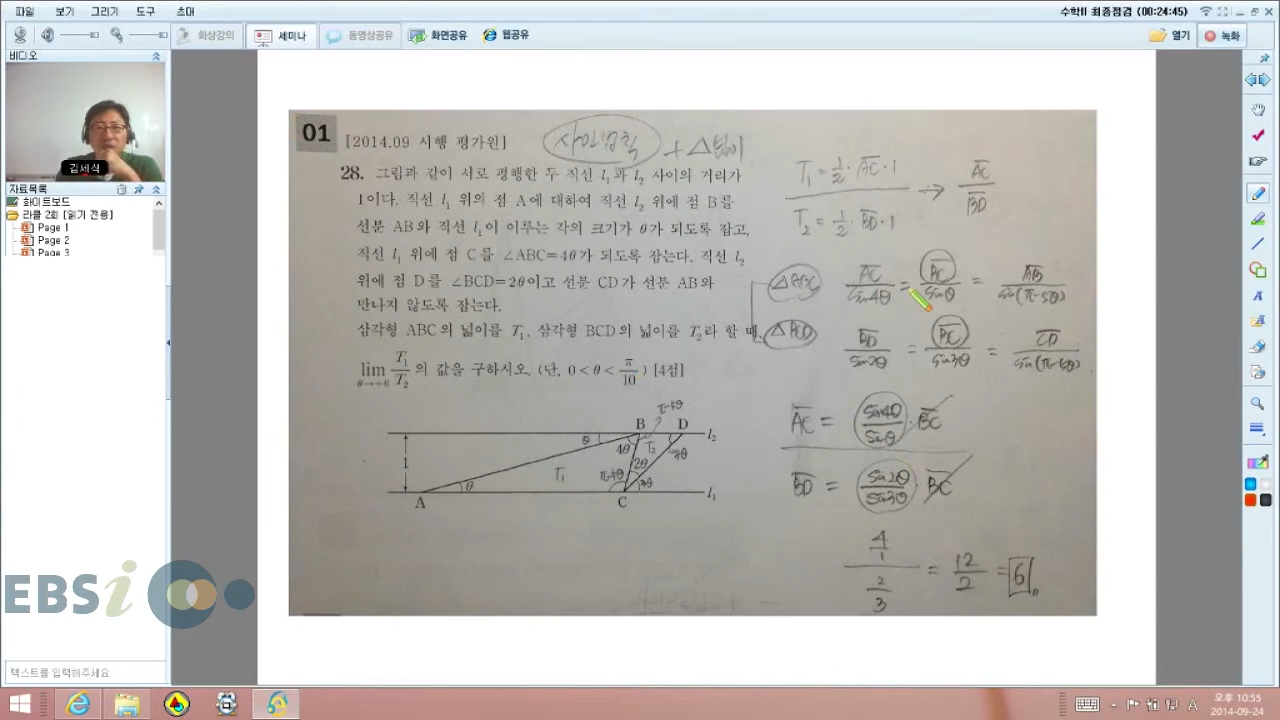 파일 보기 그리기 도구 초대
수학II 최종점검 (00:24:45)
화상강의 세미나 동영상공유 화면공유 웹공유
열기 녹화
비디오
김세식
자료목록
화이트보드
라클 2회 [읽기 전용]
Page 1
Page 2
Page 3
텍스트를 입력해주세요
EBSi
01 [2014.09 시행 평가원]
사인법칙 + △넓이
28. 그림과 같이 서로 평행한 두 직선 l₁과 l₂ 사이의 거리가
1이다. 직선 l₁ 위의 점 A에 대하여 직선 l₂ 위에 점 B를
선분 AB와 직선 l₁이 이루는 각의 크기가 θ가 되도록 잡고,
직선 l₁ 위에 점 C를 ∠ABC=4θ가 되도록 잡는다. 직선 l₂
위에 점 D를 ∠BCD=2θ이고 선분 CD가 선분 AB와
만나지 않도록 잡는다.
삼각형 ABC의 넓이를 T₁, 삼각형 BCD의 넓이를 T₂라 할 때,
lim θ→+0 T₁/T₂ 의 값을 구하시오. (단, 0<θ<π/10) [4점]
B D l₂
θ 4θ T₂ 3θ
1 T₁ 2θ
A θ C 3θ l₁
T₁ = 1/2 · AC · 1
T₂ = 1/2 · BD · 1
→ AC/BD
△ABC AC/sin4θ = BC/sinθ = AB/sin(π-5θ)
△BCD BD/sin2θ = BC/sin3θ = CD/sin(π-5θ)
AC = sin4θ/sinθ · BC
BD = sin2θ/sin3θ · BC
4/1 / 2/3 = 12/2 = 6
A 오후 10:55
2014-09-24